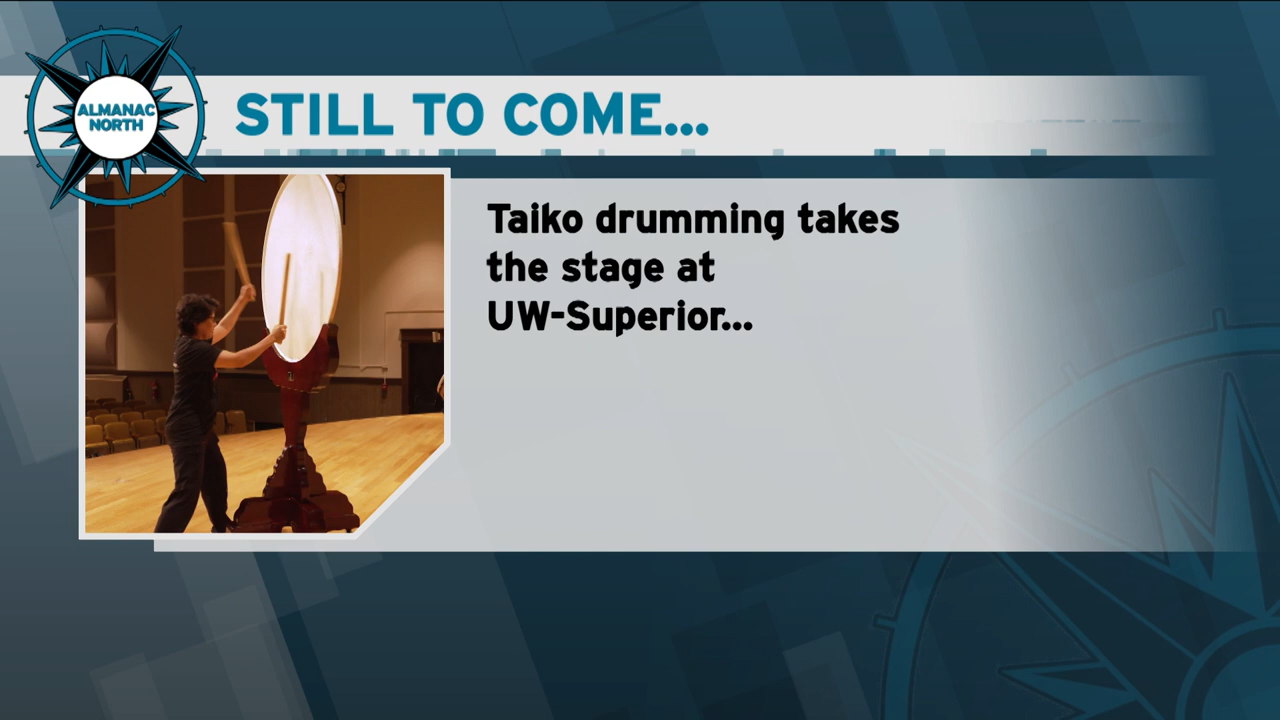 ALMANAC
NORTH
STILL TO COME...
Taiko drumming takes
the stage at
UW-Superior...